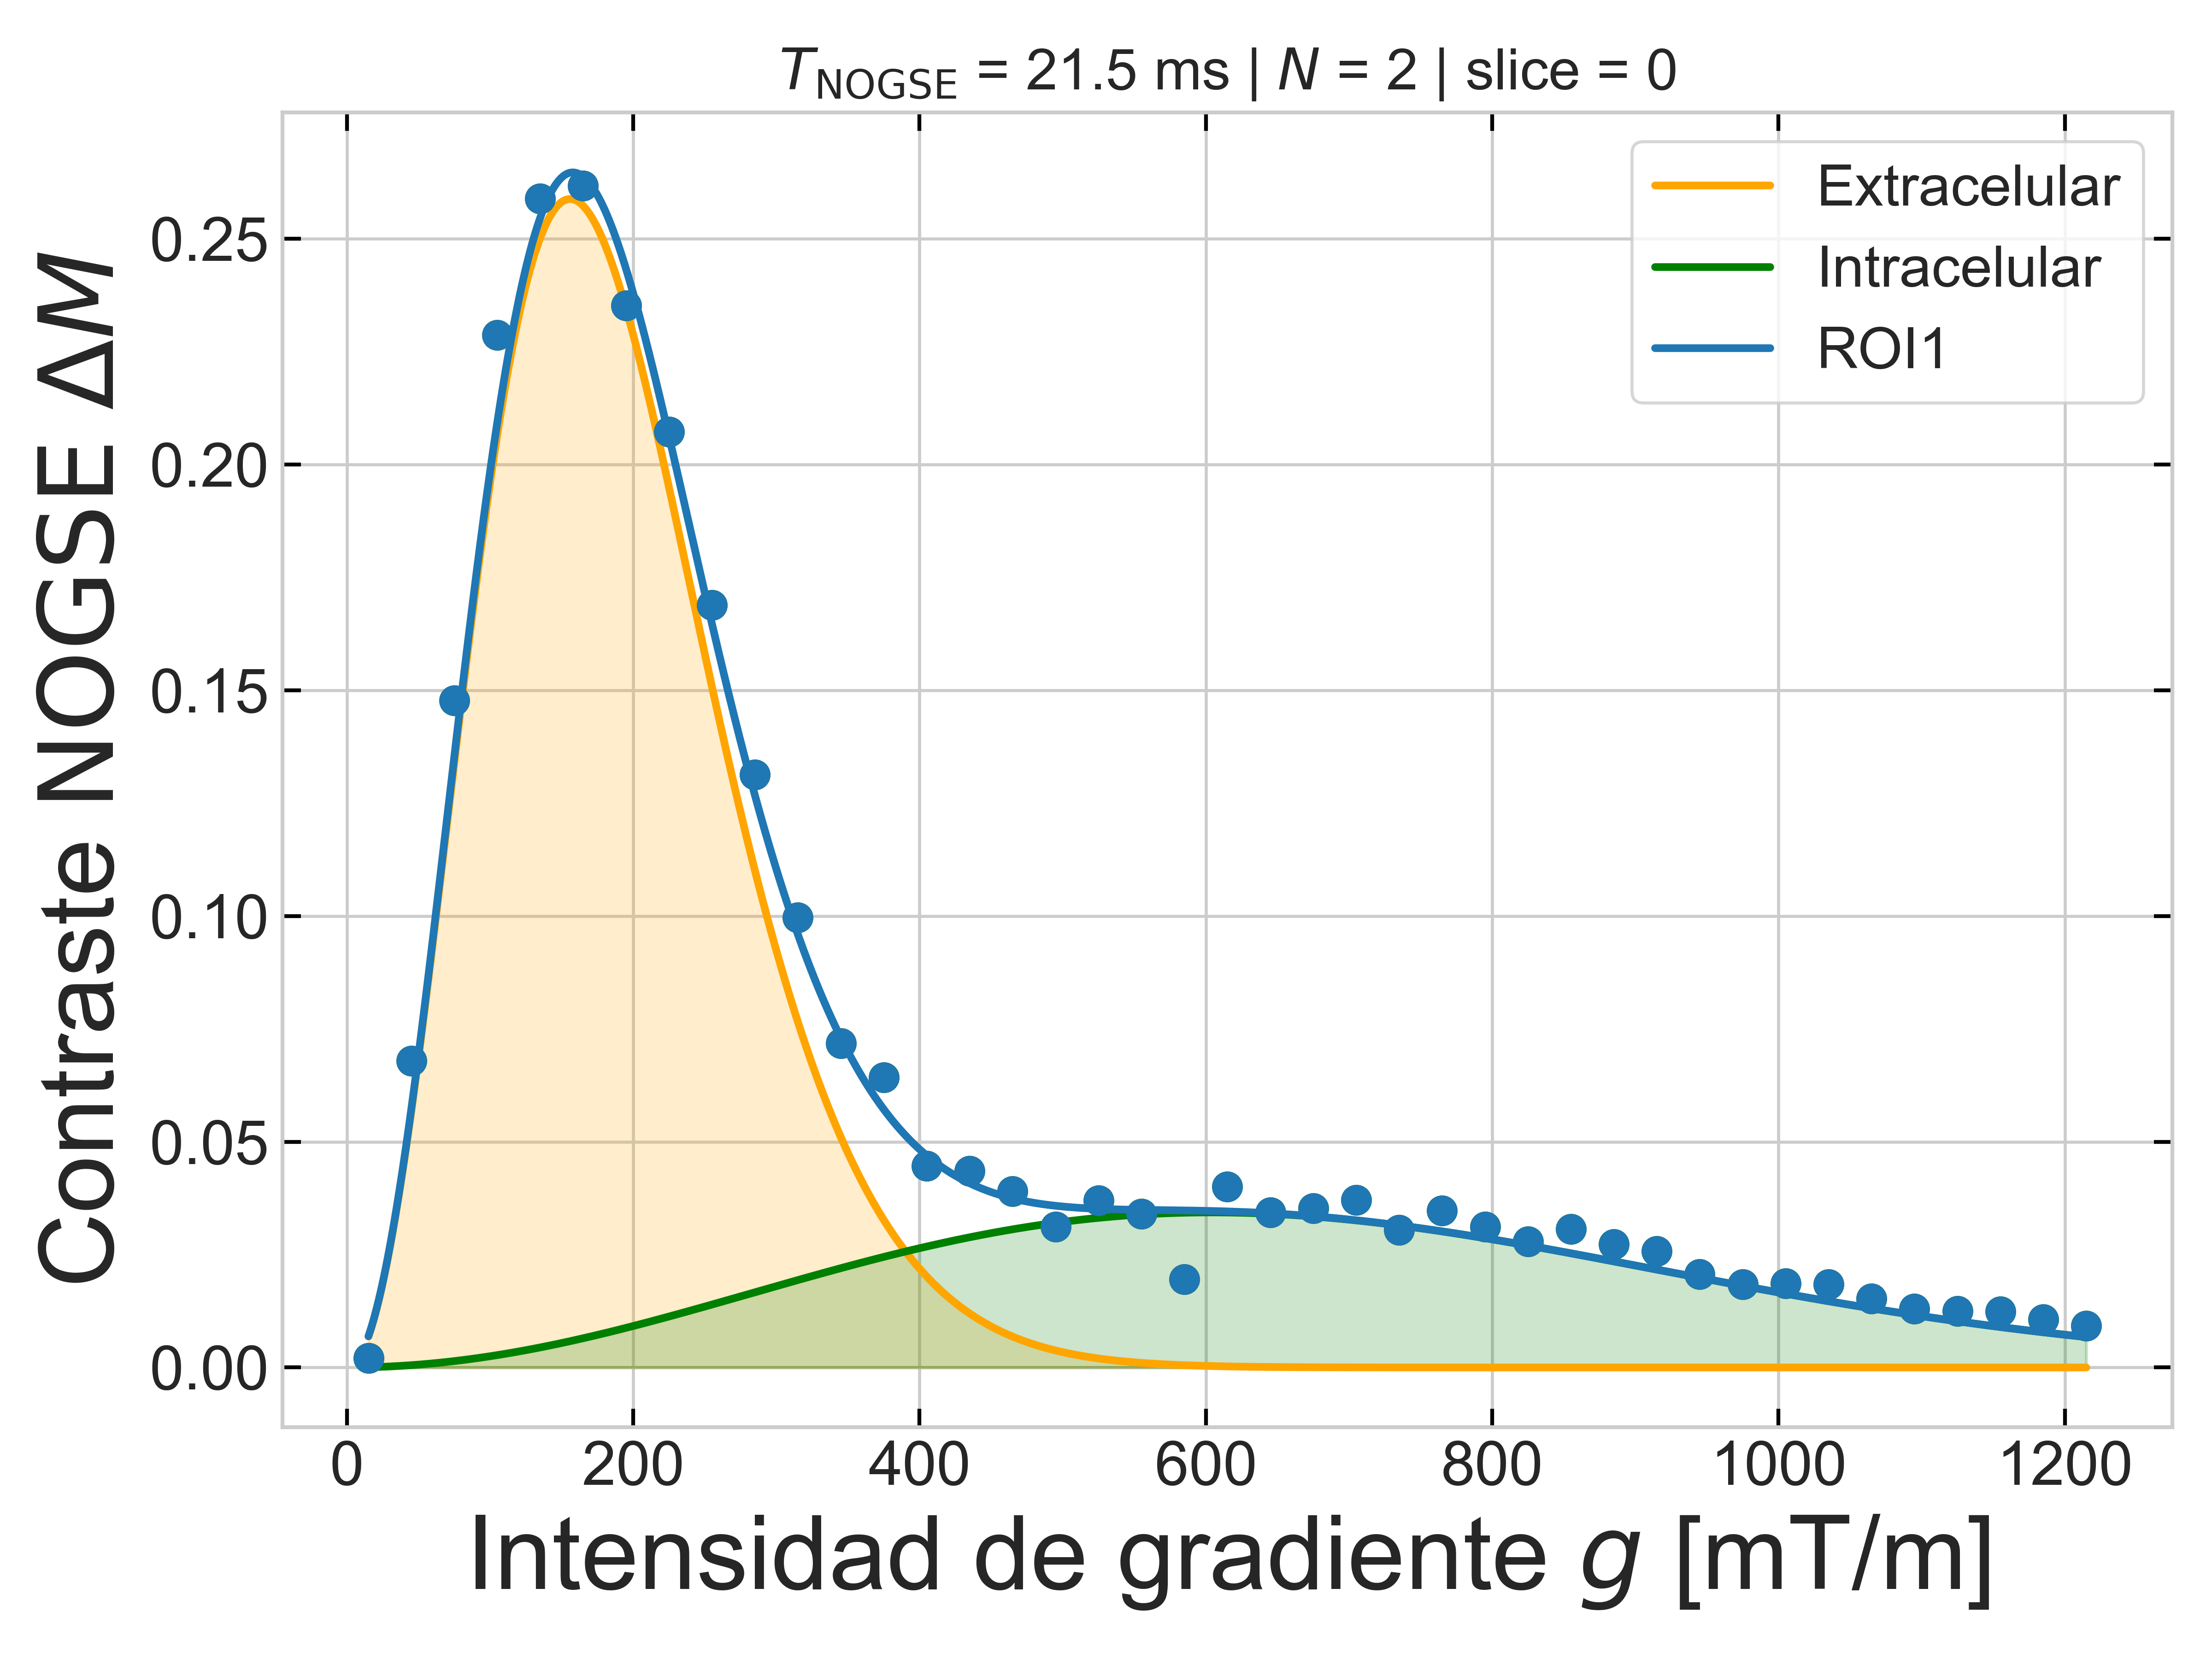 T_NOGSE = 21.5 ms | N = 2 | slice = 0
Extracelular
Intracelular
ROI1
Contraste NOGSE ΔM
0.25
0.20
0.15
0.10
0.05
0.00
0 200 400 600 800 1000 1200
Intensidad de gradiente g [mT/m]